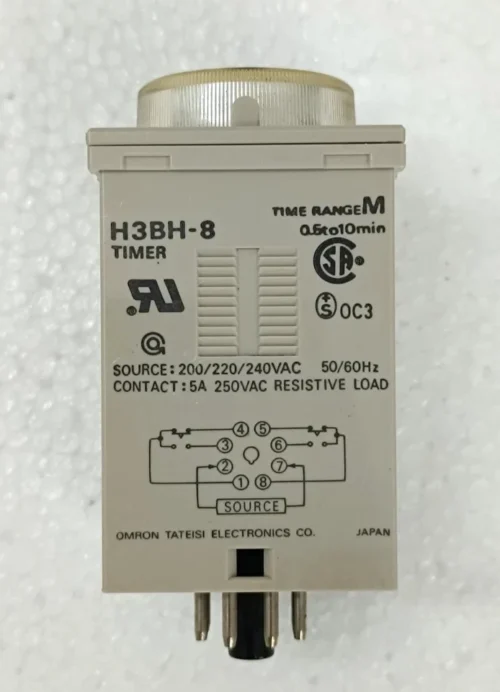 TIME RANGE M
H3BH-8
0.5to10min
TIMER
SA
S OC3
SOURCE: 200/220/240VAC 50/60Hz
CONTACT: 5A 250VAC RESISTIVE LOAD
4 5
3 6
2 7
1 8
SOURCE
OMRON TATEISI ELECTRONICS CO. JAPAN